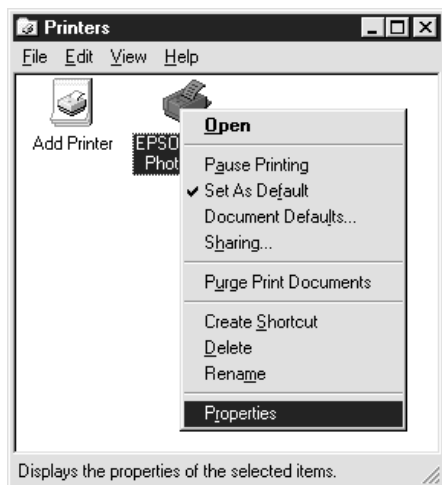 Printers
File Edit View Help
Add Printer
EPSO
Phot
Open
Pause Printing
Set As Default
Document Defaults...
Sharing...
Purge Print Documents
Create Shortcut
Delete
Rename
Properties
Displays the properties of the selected items.